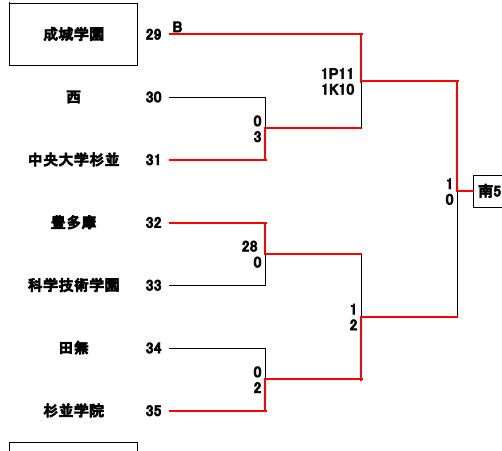 成城学園 29 B
1P11
1K10
西 30
0
3
中央大学杉並 31
1
0
南5
豊多摩 32
28
0
科学技術学園 33
1
2
田無 34
0
2
杉並学院 35